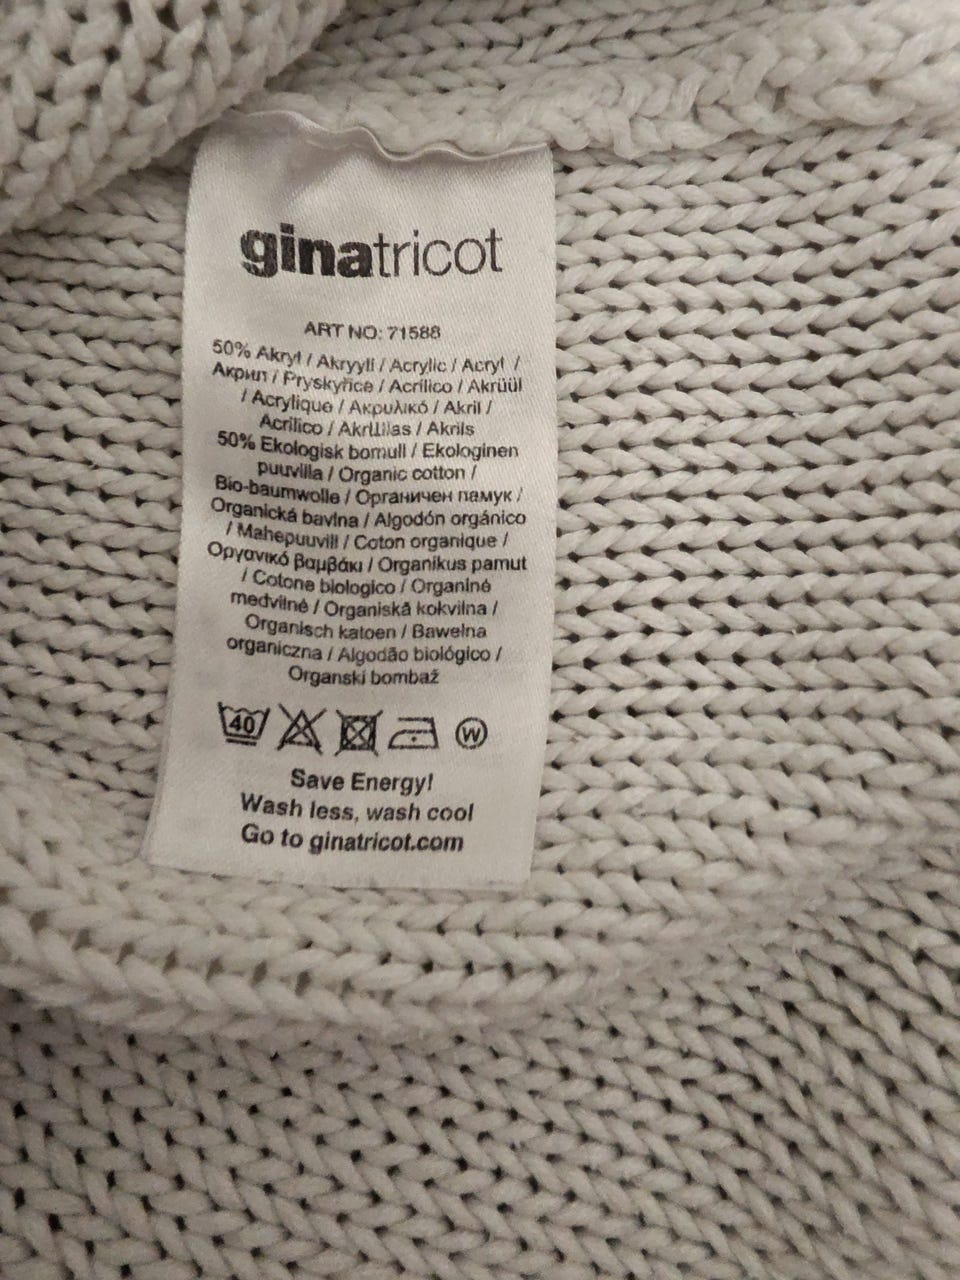 ginatricot
ART NO: 71588
50% Akryl / Akryyli / Acrylic / Acryl /
Акрил / Pryskyřice / Acrílico / Akrüül
/ Acrylique / Ακρυλικό / Akril /
Acrilico / Akrilas / Akrils
50% Ekologisk bomull / Ekologinen
puuvilla / Organic cotton /
Bio-baumwolle / Органичен памук /
Organická bavlna / Algodón orgánico
/ Mahepuuvill / Coton organique /
Οργανικό βαμβάκι / Organikus pamut
/ Cotone biologico / Organinė
medvilnė / Organiskā kokvilna /
Organisch katoen / Bawełna
organiczna / Algodão biológico /
Organski bombaž
40 W
Save Energy!
Wash less, wash cool
Go to ginatricot.com